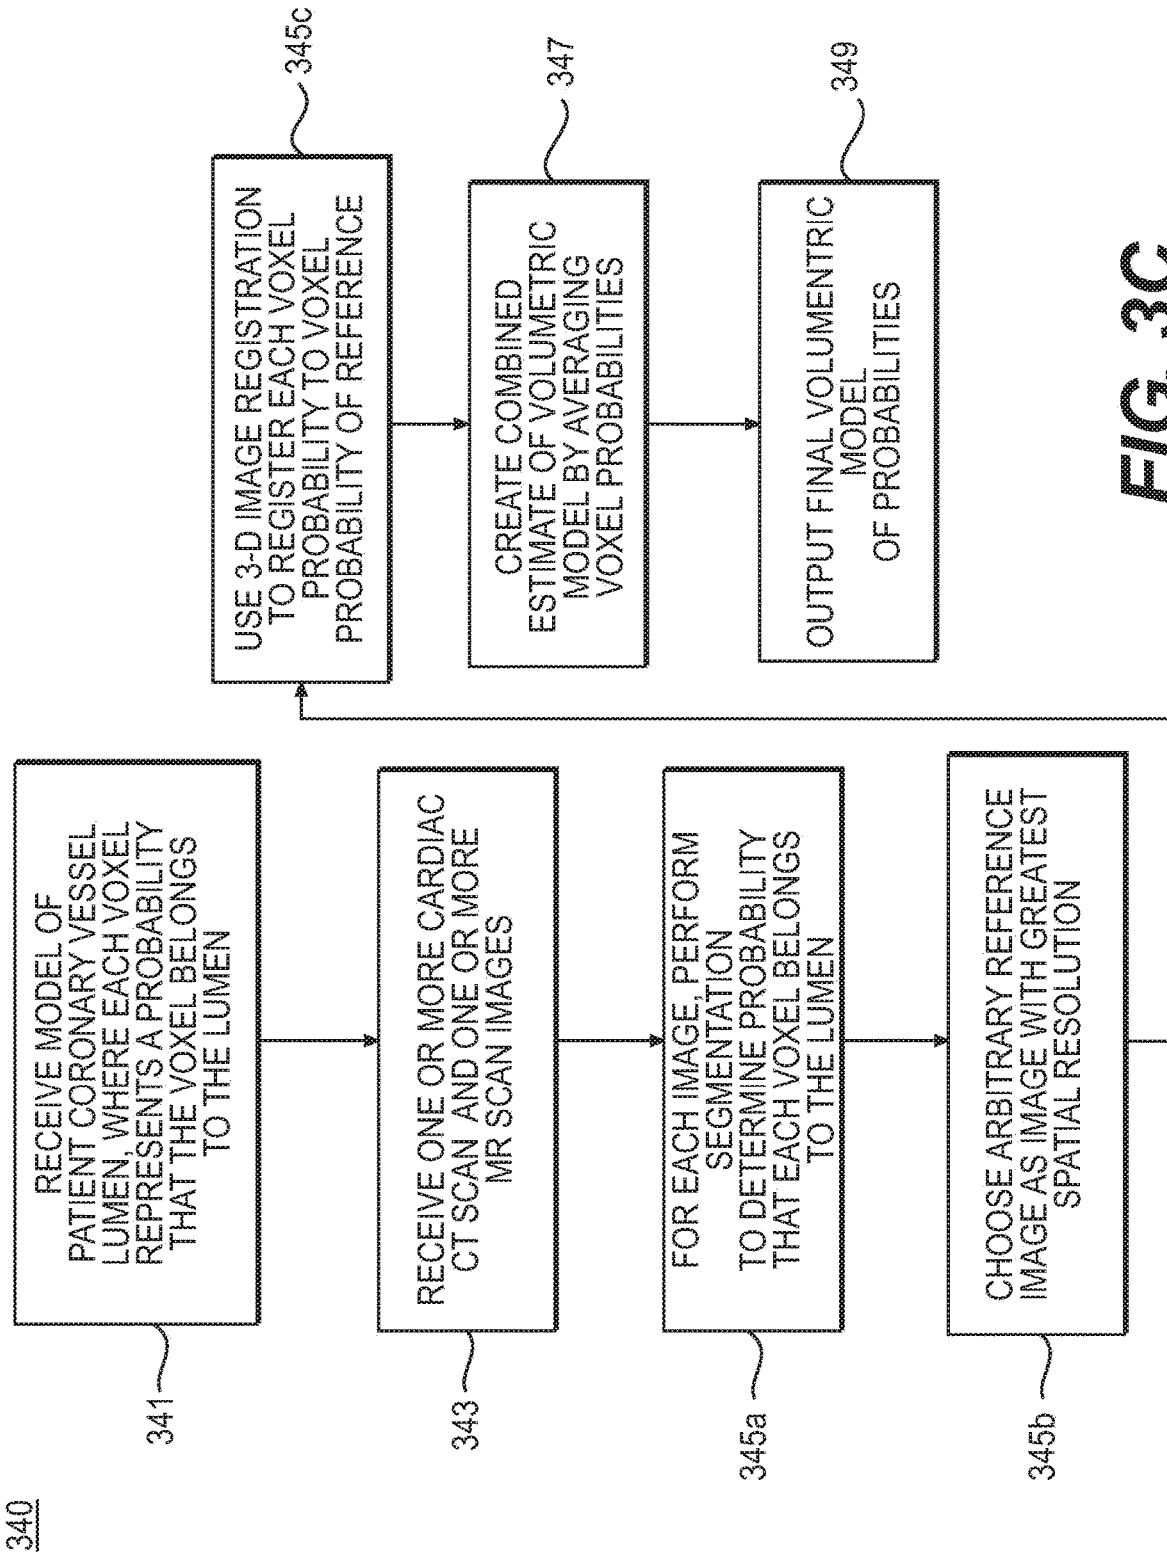 340
RECEIVE MODEL OF
PATIENT CORONARY VESSEL
LUMEN, WHERE EACH VOXEL
REPRESENTS A PROBABILITY
THAT THE VOXEL BELONGS
TO THE LUMEN
341
RECEIVE ONE OR MORE CARDIAC
CT SCAN AND ONE OR MORE
MR SCAN IMAGES
343
FOR EACH IMAGE, PERFORM
SEGMENTATION
TO DETERMINE PROBABILITY
THAT EACH VOXEL BELONGS
TO THE LUMEN
345a
CHOOSE ARBITRARY REFERENCE
IMAGE AS IMAGE WITH GREATEST
SPATIAL RESOLUTION
345b
USE 3-D IMAGE REGISTRATION
TO REGISTER EACH VOXEL
PROBABILITY TO VOXEL
PROBABILITY OF REFERENCE
345c
CREATE COMBINED
ESTIMATE OF VOLUMETRIC
MODEL BY AVERAGING
VOXEL PROBABILITIES
347
OUTPUT FINAL VOLUMENTRIC
MODEL
OF PROBABILITIES
349
FIG. 3C